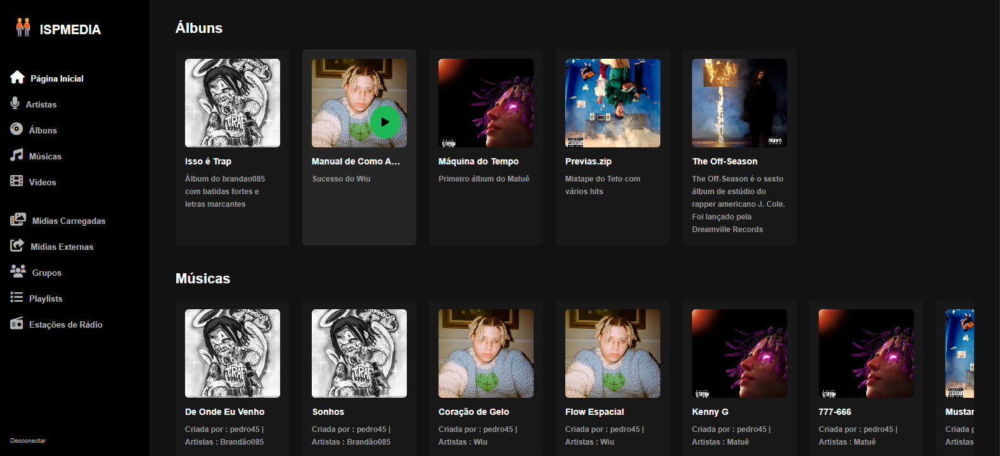 ISPMEDIA
Página Inicial
Artistas
Álbuns
Músicas
Vídeos
Mídias Carregadas
Mídias Externas
Grupos
Playlists
Estações de Rádio
Desconectar
Álbuns
TRAP
Isso é Trap
Álbum do brandao085
com batidas fortes e
letras marcantes
Manual de Como A...
Sucesso do Wiu
Máquina do Tempo
Primeiro álbum do Matuê
Previas.zip
Mixtape do Teto com
vários hits
The Off-Season
The Off-Season é o sexto
álbum de estúdio do
rapper americano J. Cole.
Foi lançado pela
Dreamville Records
Músicas
TRAP
De Onde Eu Venho
Criada por : pedro45 |
Artistas : Brandão085
TRAP
Sonhos
Criada por : pedro45 |
Artistas : Brandão085
Coração de Gelo
Criada por : pedro45 |
Artistas : Wiu
Flow Espacial
Criada por : pedro45 |
Artistas : Wiu
Kenny G
Criada por : pedro45 |
Artistas : Matuê
777-666
Criada por : pedro45 |
Artistas : Matuê
Mustar
Criada p
Artistas